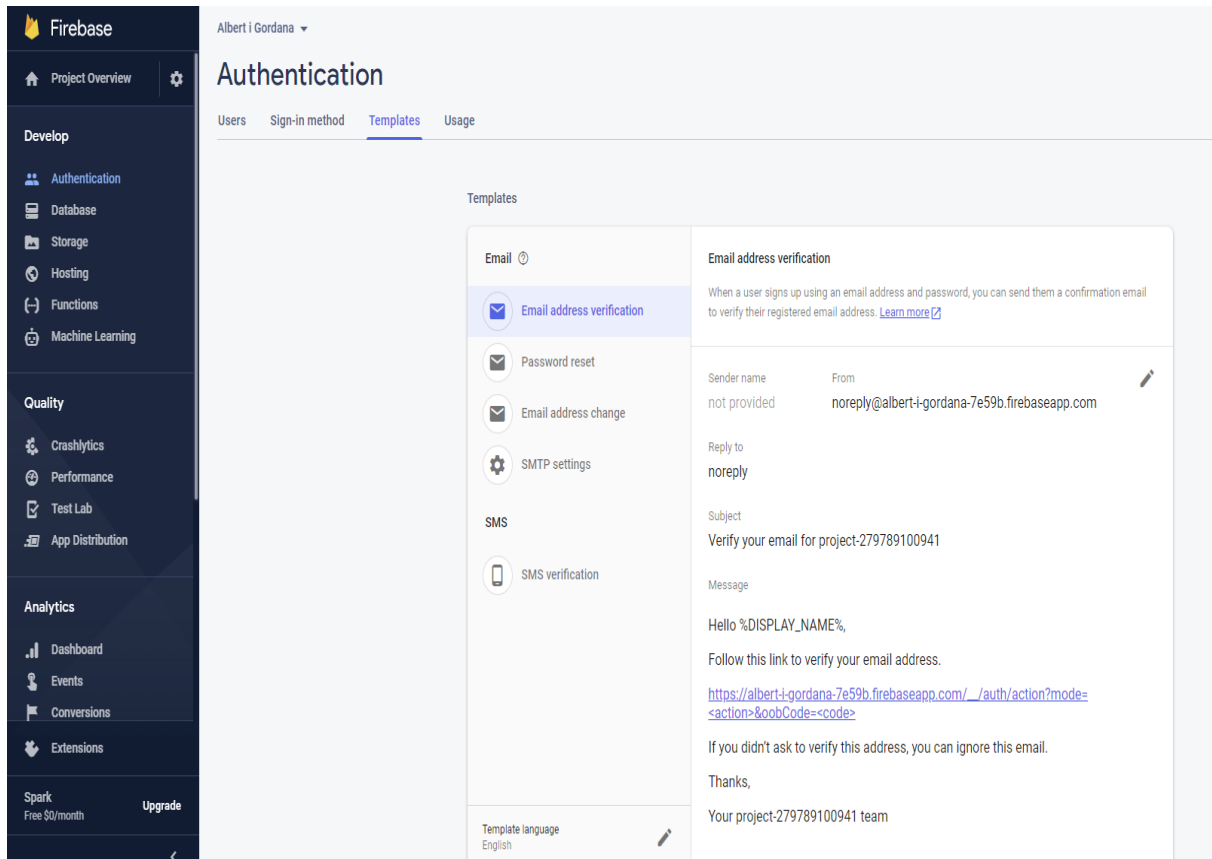 Firebase
Project Overview
Develop
Authentication
Database
Storage
Hosting
Functions
Machine Learning
Quality
Crashlytics
Performance
Test Lab
App Distribution
Analytics
Dashboard
Events
Conversions
Extensions
Spark
Free $0/month
Upgrade
Albert i Gordana
Authentication
Users Sign-in method Templates Usage
Templates
Email
Email address verification
Password reset
Email address change
SMTP settings
SMS
SMS verification
Template language
English
Email address verification
When a user signs up using an email address and password, you can send them a confirmation email
to verify their registered email address. Learn more
Sender name From
not provided noreply@albert-i-gordana-7e59b.firebaseapp.com
Reply to
noreply
Subject
Verify your email for project-279789100941
Message
Hello %DISPLAY_NAME%,
Follow this link to verify your email address.
https://albert-i-gordana-7e59b.firebaseapp.com/__/auth/action?mode=
<action>&oobCode=<code>
If you didn't ask to verify this address, you can ignore this email.
Thanks,
Your project-279789100941 team